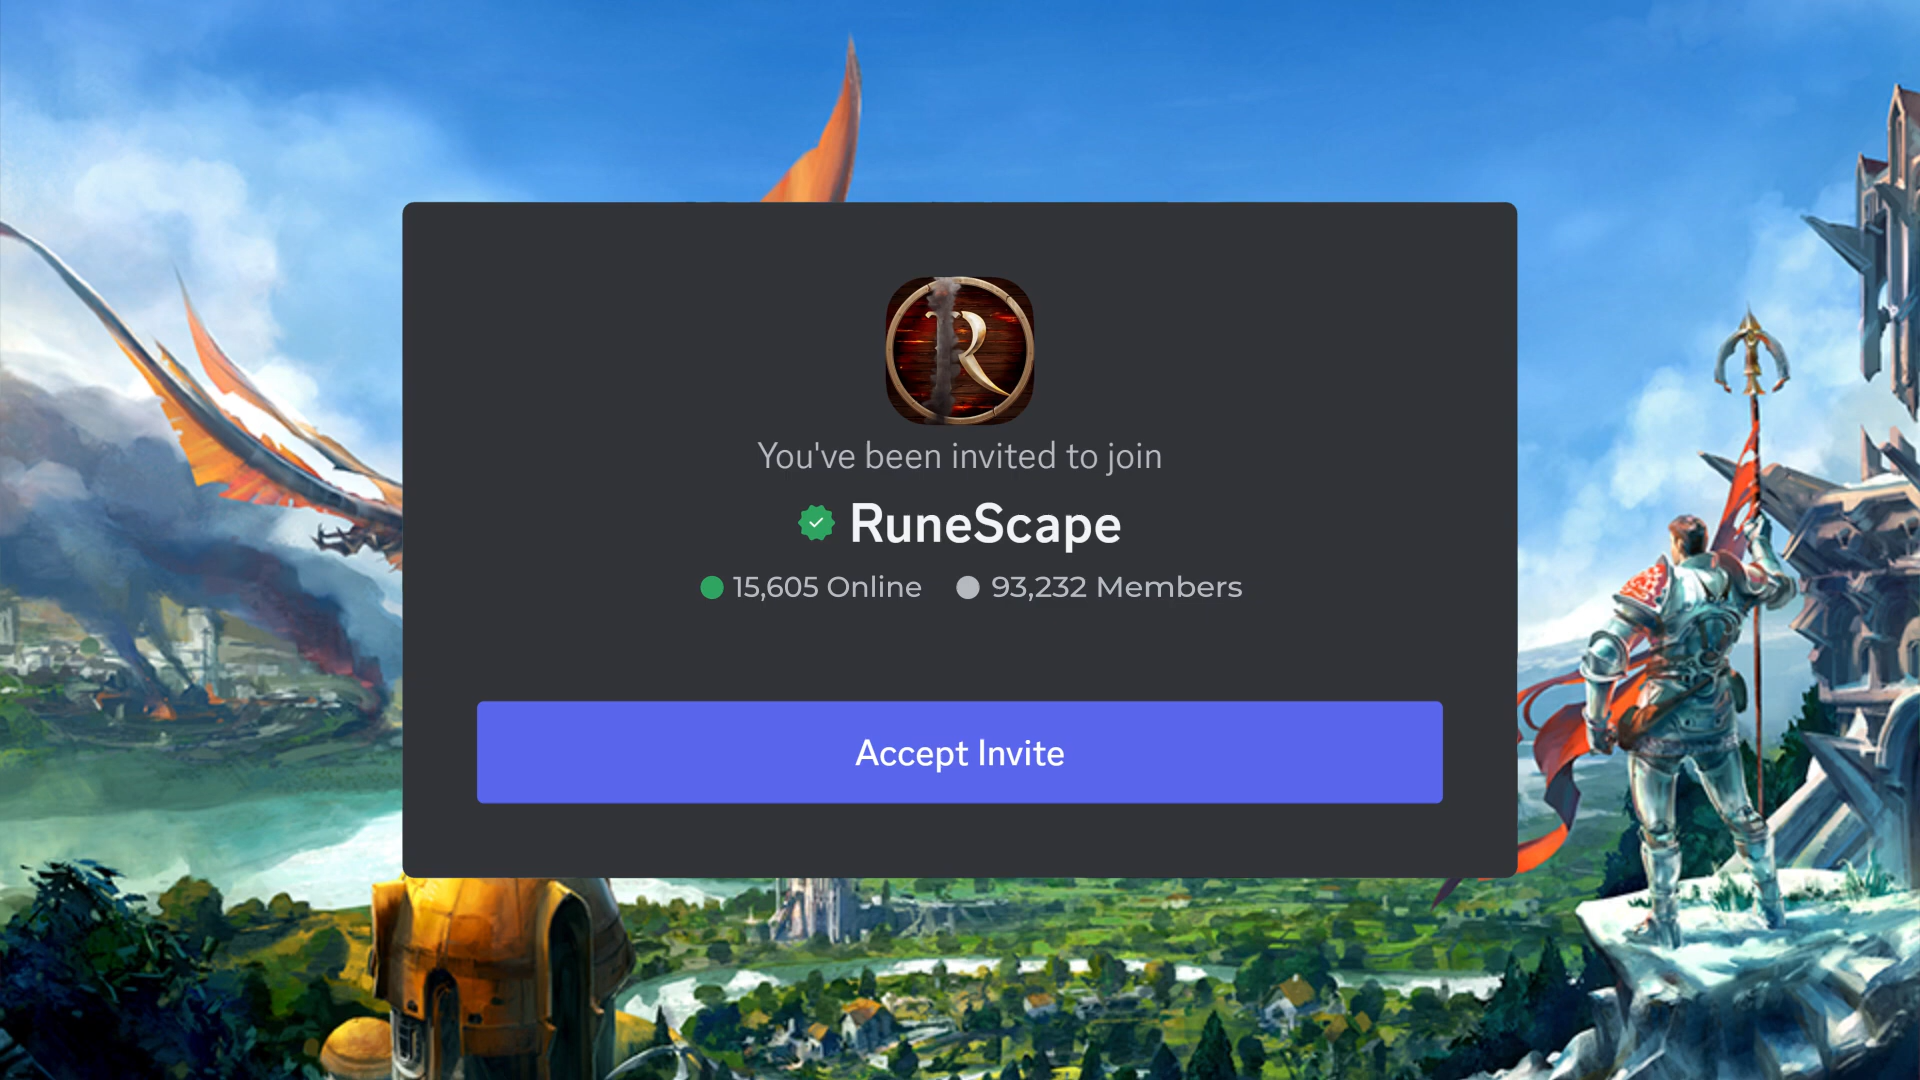 R
You've been invited to join
RuneScape
15,605 Online 93,232 Members
Accept Invite